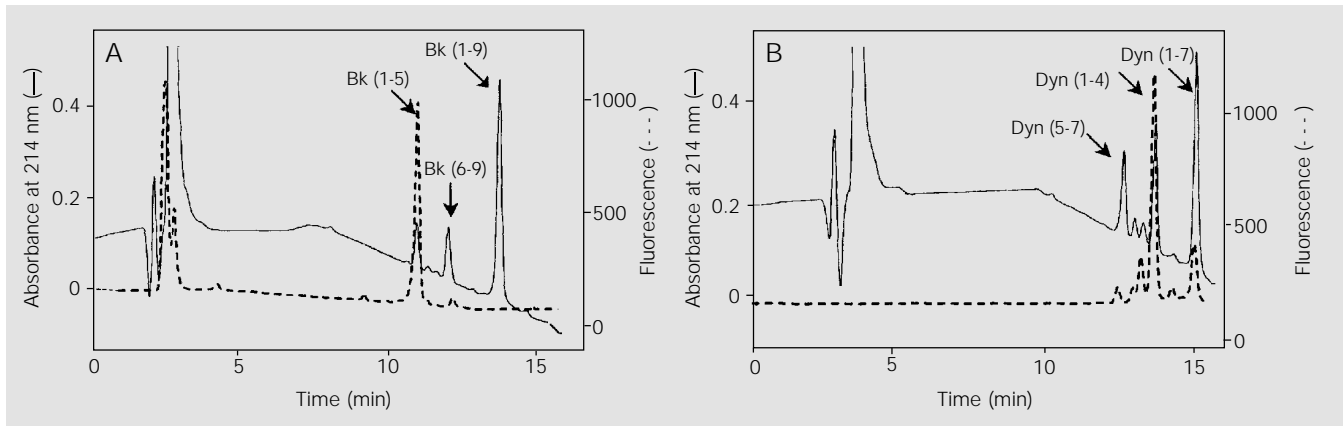 A
Bk (1-9)
Bk (1-5)
Bk (6-9)
Absorbance at 214 nm (—)
0.4
0.2
0
Fluorescence (- - -)
1000
500
0
0
5
10
15
Time (min)
B
Dyn (1-7)
Dyn (1-4)
Dyn (5-7)
Absorbance at 214 nm (—)
0.4
0.2
0
Fluorescence (- - -)
1000
500
0
0
5
10
15
Time (min)